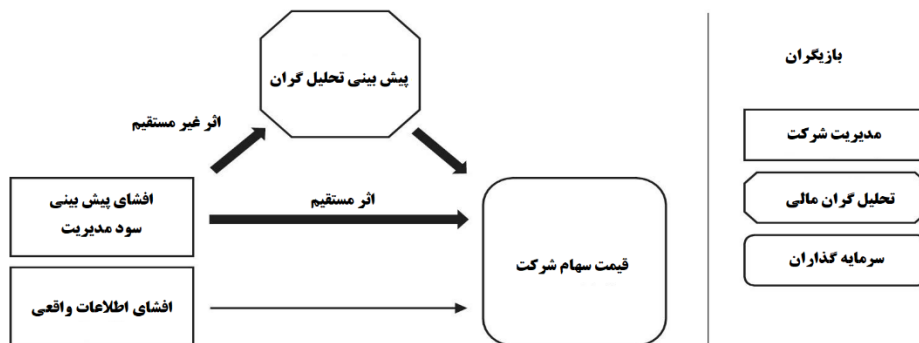 پیش بینی تحلیل گران
بازیگران
اثر غیر مستقیم
مدیریت شرکت
افشای پیش بینی
سود مدیریت
اثر مستقیم
تحلیل گران مالی
قیمت سهام شرکت
سرمایه گذاران
افشای اطلاعات واقعی